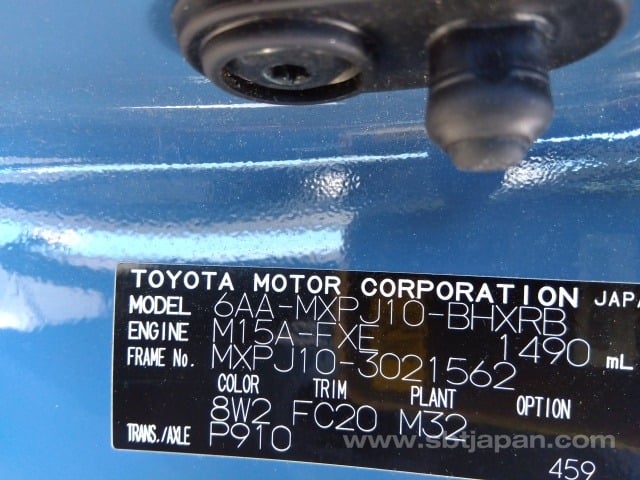 TOYOTA MOTOR CORPORATION JAPA
MODEL 6AA-MXPJ10-BHXRB
ENGINE M15A-FXE 1490 mL
FRAME No. MXPJ10-3021562
COLOR TRIM PLANT OPTION
8W2 FC20 M32
TRANS./AXLE P910
www.sbtjapan.com
459